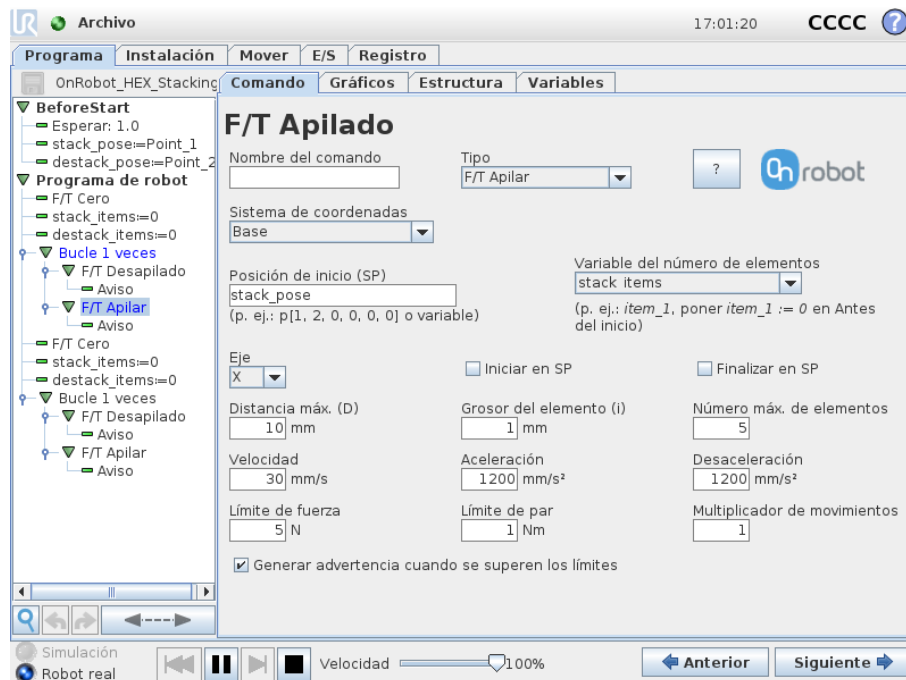 Archivo
17:01:20
CCCC
?
Programa Instalación Mover E/S Registro
OnRobot_HEX_Stacking
Comando Gráficos Estructura Variables
BeforeStart
Esperar: 1.0
stack_pose:=Point_1
destack_pose:=Point_2
Programa de robot
F/T Cero
stack_items:=0
destack_items:=0
Bucle 1 veces
F/T Desapilado
Aviso
F/T Apilar
Aviso
F/T Cero
stack_items:=0
destack_items:=0
Bucle 1 veces
F/T Desapilado
Aviso
F/T Apilar
Aviso
F/T Apilado
Nombre del comando
Tipo
F/T Apilar
?
On robot
Sistema de coordenadas
Base
Posición de inicio (SP)
stack_pose
(p. ej.: p[1, 2, 0, 0, 0, 0] o variable)
Variable del número de elementos
stack items
(p. ej.: item_1, poner item_1 := 0 en Antes
del inicio)
Eje
X
Iniciar en SP
Finalizar en SP
Distancia máx. (D)
10 mm
Grosor del elemento (i)
1 mm
Número máx. de elementos
5
Velocidad
30 mm/s
Aceleración
1200 mm/s²
Desaceleración
1200 mm/s²
Límite de fuerza
5 N
Límite de par
1 Nm
Multiplicador de movimientos
1
Generar advertencia cuando se superen los límites
Simulación
Robot real
Velocidad 100%
Anterior
Siguiente